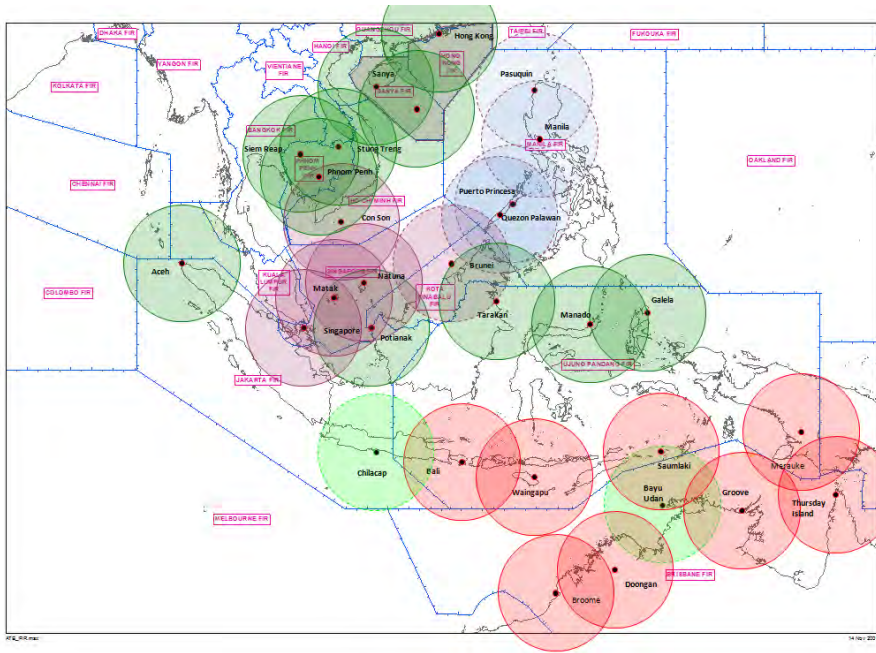 DHAKA FIR
GUANGZHOU FIR
Hong Kong
TAIBEI FIR
FUKUOKA FIR
HANOI FIR
YANGON FIR
VIENTIANE
FIR
HONG
KONG
FIR
Sanya
Pasuquin
KOLKATA FIR
SANYA FIR
BANGKOK FIR
Manila
MANILA FIR
Siem Reap
Stung Treng
OAKLAND FIR
PHNOM
PENH
FIR
Phnom Penh
CHENNAI FIR
Puerto Princesa
HO CHI MINH FIR
Con Son
Quezon Palawan
Aceh
Brunei
SINGAPORE FIR
KUALA
LUMPUR
FIR
Natuna
Matak
KOTA
KINABALU
FIR
COLOMBO FIR
Galela
Tarakan
Manado
Singapore
Potianak
UJUNG PANDANG FIR
JAKARTA FIR
Chilacap
Bali
Saumlaki
Merauke
Waingapu
Bayu
Udan
Groove
Thursday
Island
MELBOURNE FIR
Doongan
BRISBANE FIR
Broome